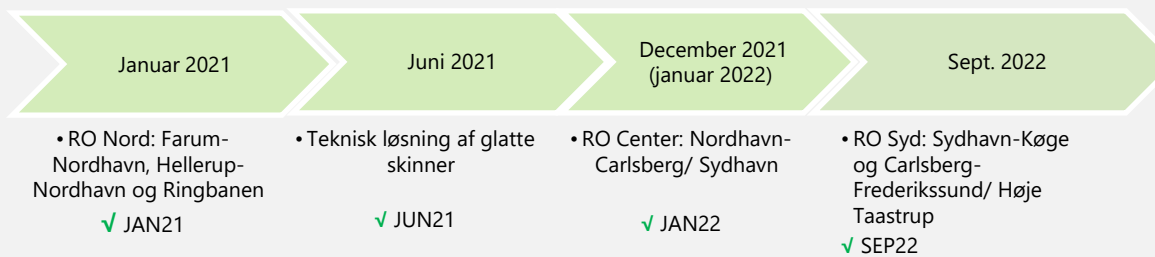 Januar 2021
Juni 2021
December 2021
(januar 2022)
Sept. 2022
• RO Nord: Farum-
Nordhavn, Hellerup-
Nordhavn og Ringbanen
√ JAN21
• Teknisk løsning af glatte
skinner
√ JUN21
• RO Center: Nordhavn-
Carlsberg/ Sydhavn
√ JAN22
• RO Syd: Sydhavn-Køge
og Carlsberg-
Frederikssund/ Høje
Taastrup
√ SEP22